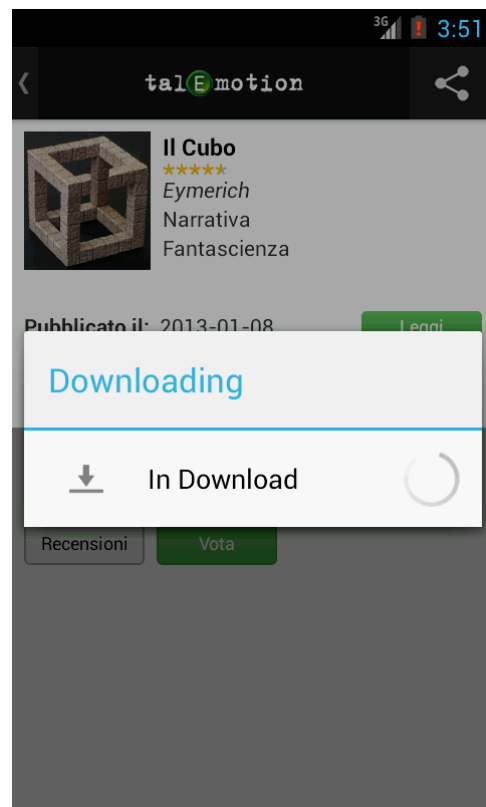 3G 3:51
talEmotion
Il Cubo
Eymerich
Narrativa
Fantascienza
Pubblicato il: 2013-01-08 Leggi
Downloading
In Download
Recensioni Vota